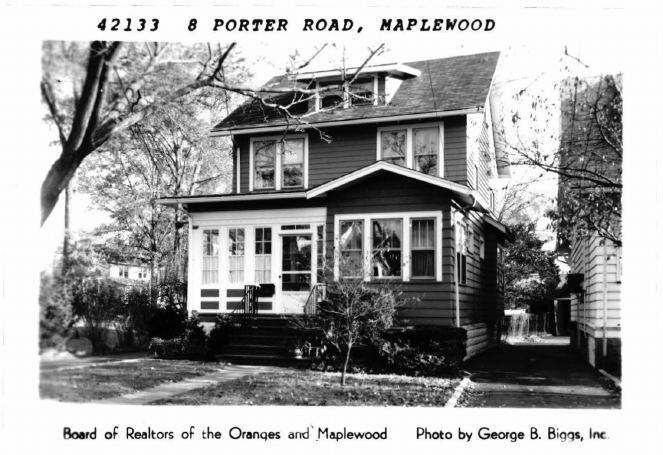 42133 8 PORTER ROAD, MAPLEWOOD
Board of Realtors of the Oranges and Maplewood Photo by George B. Biggs, Inc.